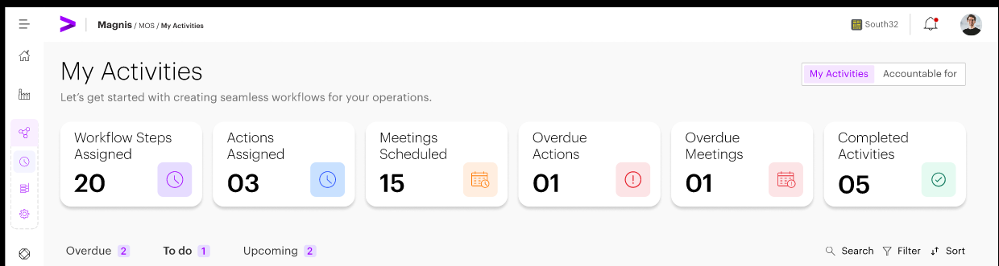 Magnis / MOS / My Activities
South32
My Activities
My Activities Accountable for
Let's get started with creating seamless workflows for your operations.
Workflow Steps
Assigned
20
Actions
Assigned
03
Meetings
Scheduled
15
Overdue
Actions
01
Overdue
Meetings
01
Completed
Activities
05
Overdue 2 To do 1 Upcoming 2
Search Filter Sort